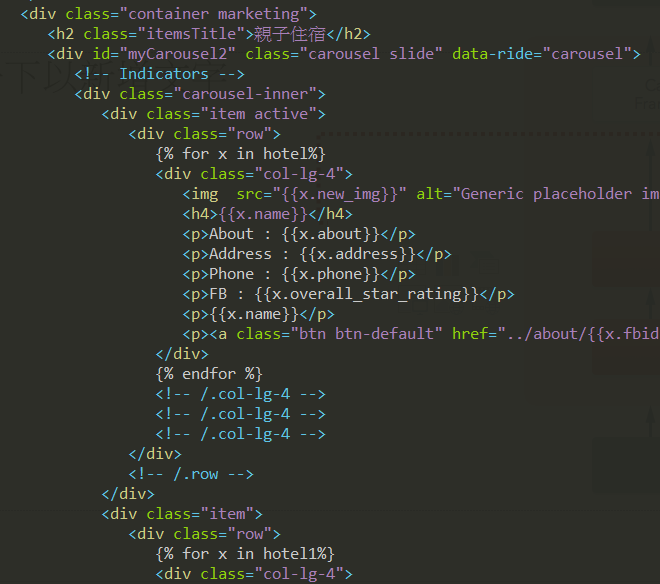 <div class="container marketing">
<h2 class="itemsTitle">親子住宿</h2>
<div id="myCarousel2" class="carousel slide" data-ride="carousel">
<!-- Indicators -->
<div class="carousel-inner">
<div class="item active">
<div class="row">
{% for x in hotel%}
<div class="col-lg-4">
<img  src="{{x.new_img}}" alt="Generic placeholder im
<h4>{{x.name}}</h4>
<p>About : {{x.about}}</p>
<p>Address : {{x.address}}</p>
<p>Phone : {{x.phone}}</p>
<p>FB : {{x.overall_star_rating}}</p>
<p>{{x.name}}</p>
<p><a class="btn btn-default" href="../about/{{x.fbid
</div>
{% endfor %}
<!-- /.col-lg-4 -->
<!-- /.col-lg-4 -->
<!-- /.col-lg-4 -->
</div>
<!-- /.row -->
</div>
<div class="item">
<div class="row">
{% for x in hotel1%}
<div class="col-lg-4">